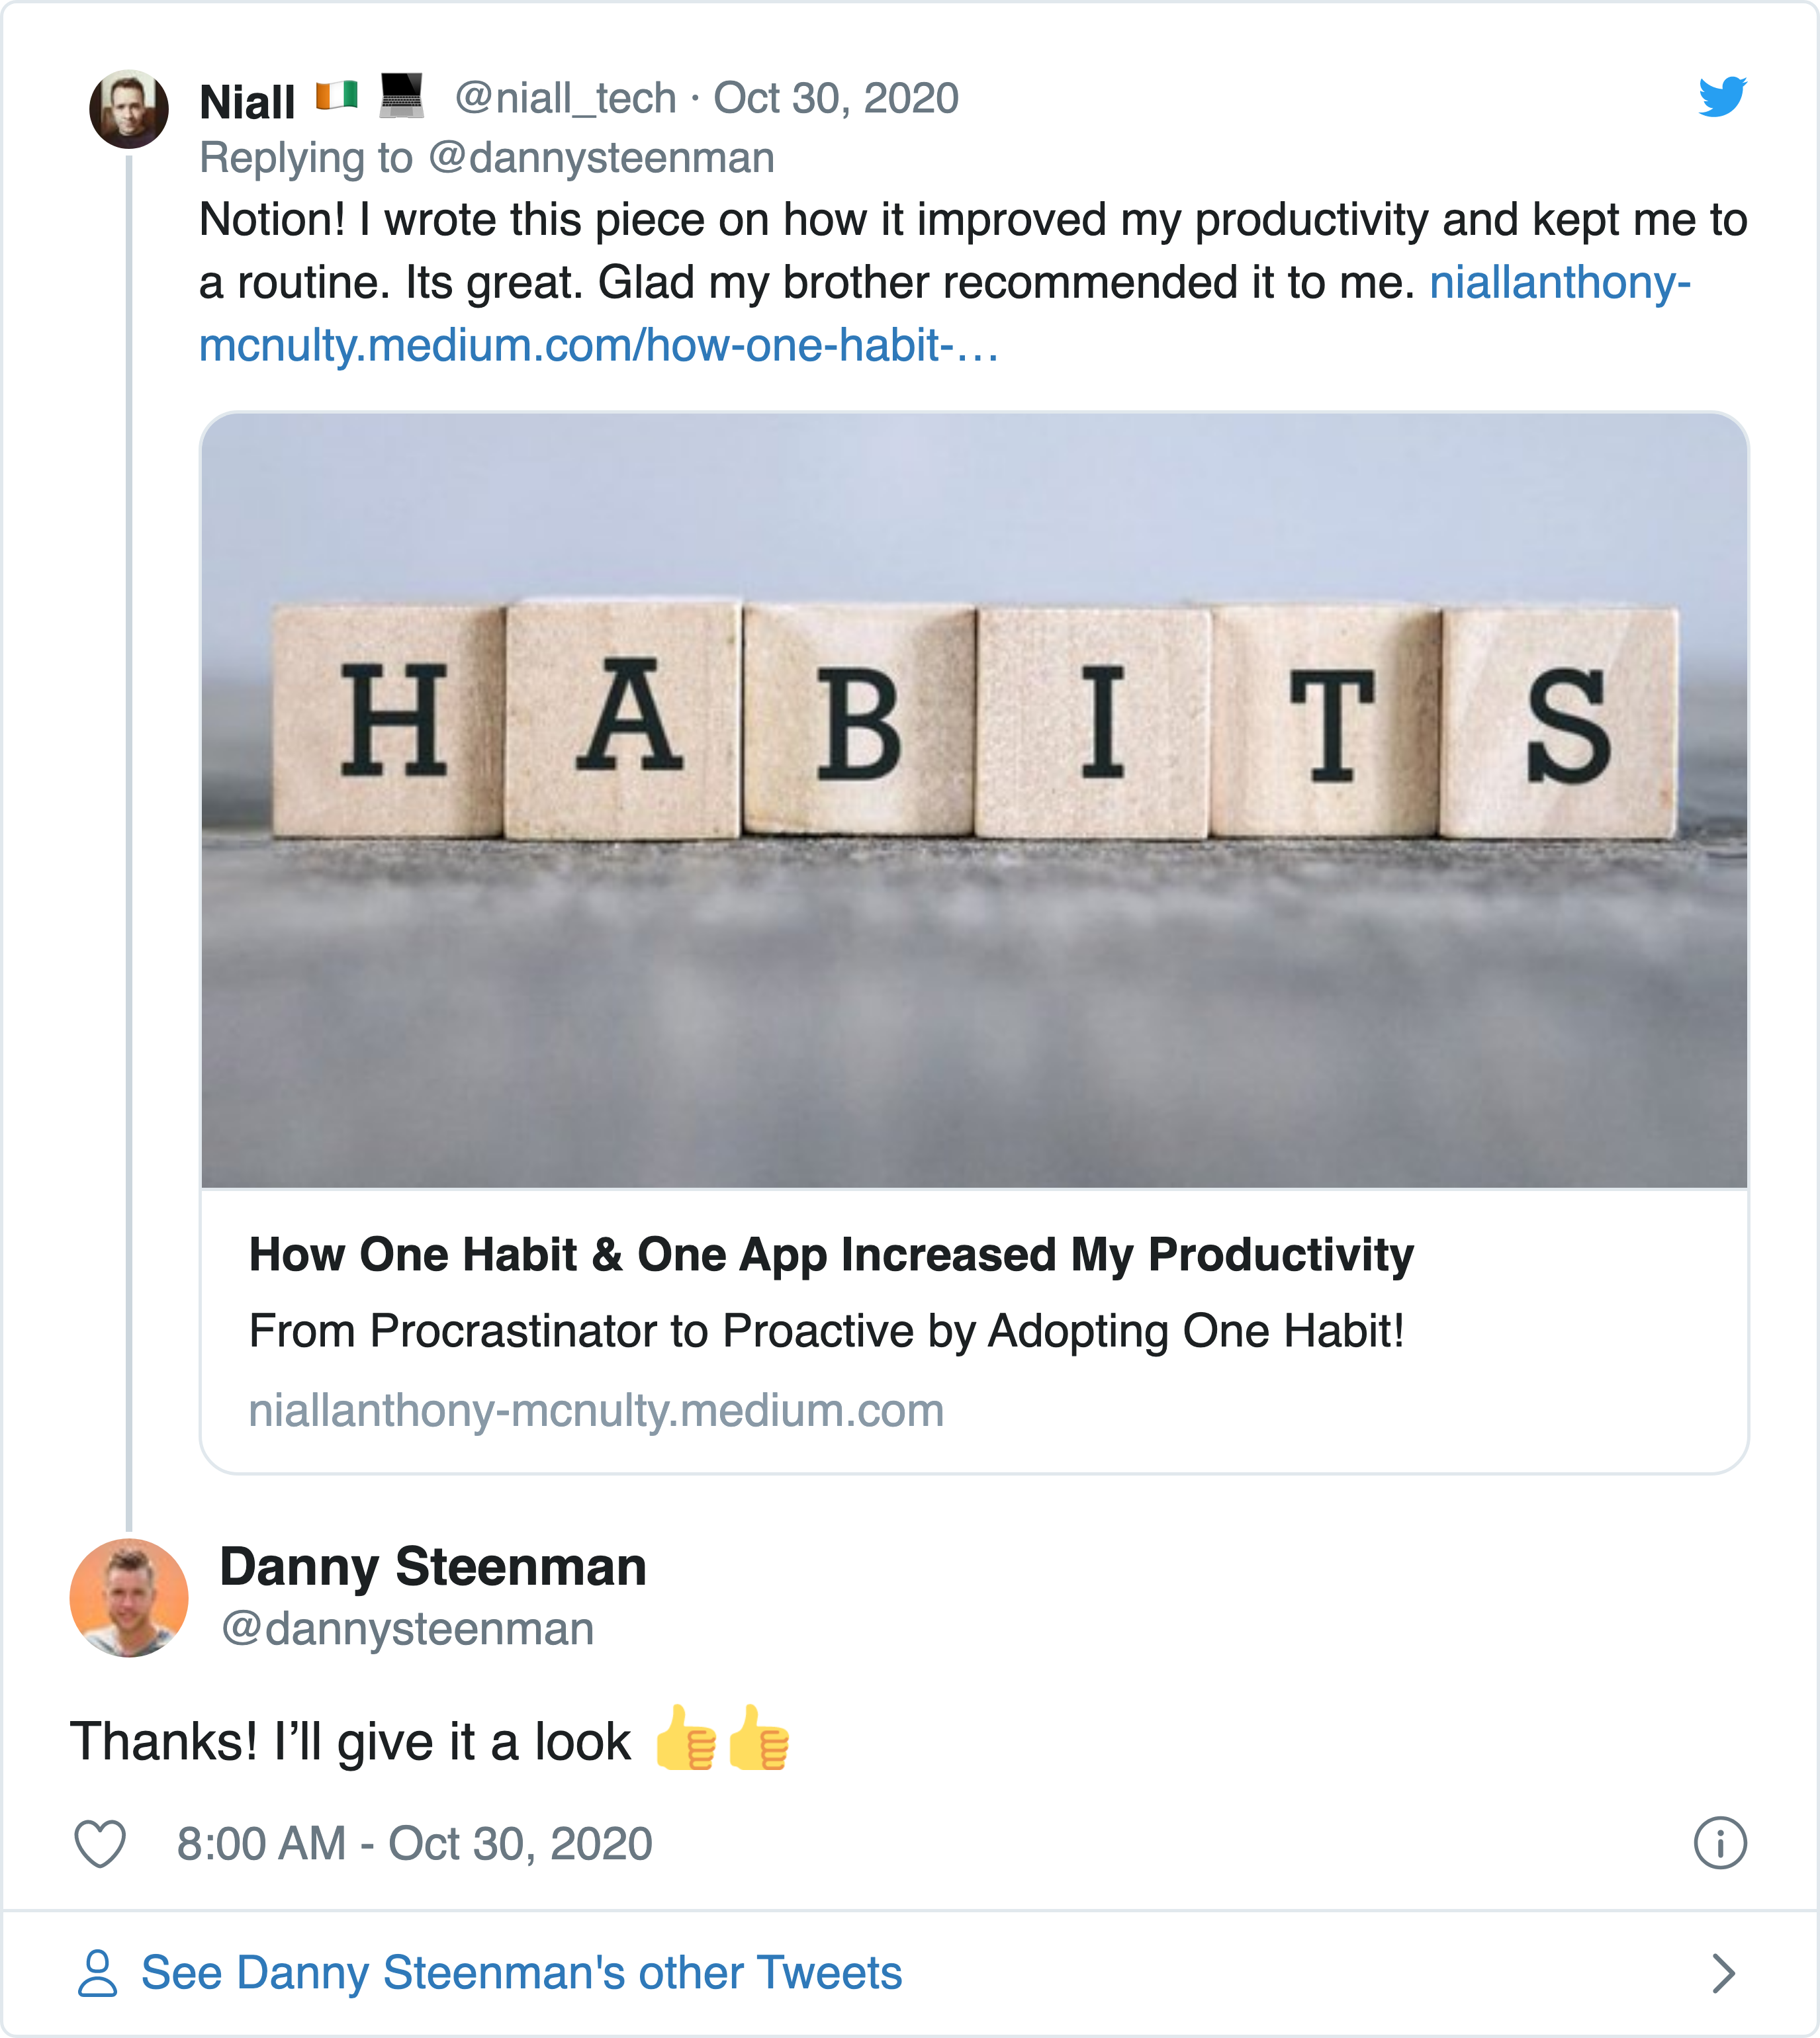 Niall 🇮🇪 💻 @niall_tech · Oct 30, 2020
Replying to @dannysteenman
Notion! I wrote this piece on how it improved my productivity and kept me to
a routine. Its great. Glad my brother recommended it to me. niallanthony-
mcnulty.medium.com/how-one-habit-…
HABITS
How One Habit & One App Increased My Productivity
From Procrastinator to Proactive by Adopting One Habit!
niallanthony-mcnulty.medium.com
Danny Steenman
@dannysteenman
Thanks! I’ll give it a look 👍👍
8:00 AM - Oct 30, 2020
See Danny Steenman's other Tweets